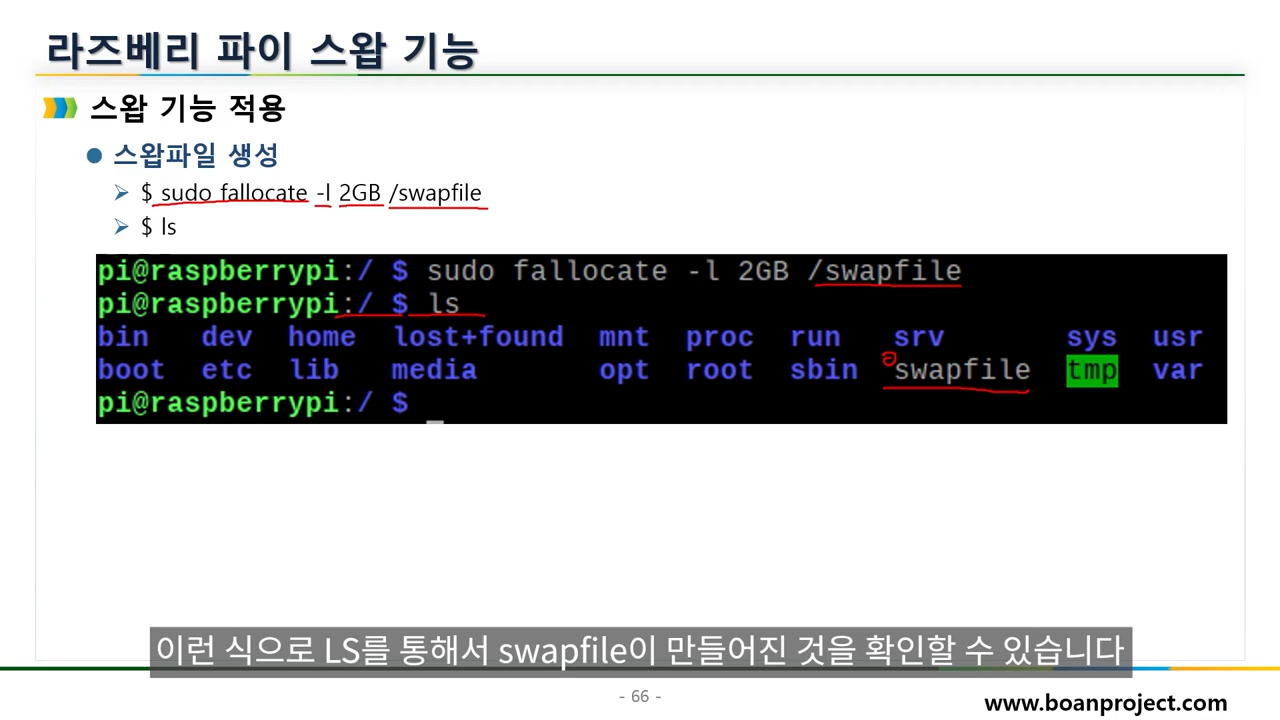 라즈베리 파이 스왑 기능
스왑 기능 적용
스왑파일 생성
$ sudo fallocate -l 2GB /swapfile
$ ls
pi@raspberrypi:/ $ sudo fallocate -l 2GB /swapfile
pi@raspberrypi:/ $ ls
bin dev home lost+found mnt proc run srv sys usr
boot etc lib media opt root sbin swapfile tmp var
pi@raspberrypi:/ $
이런 식으로 LS를 통해서 swapfile이 만들어진 것을 확인할 수 있습니다
- 66 -
www.boanproject.com